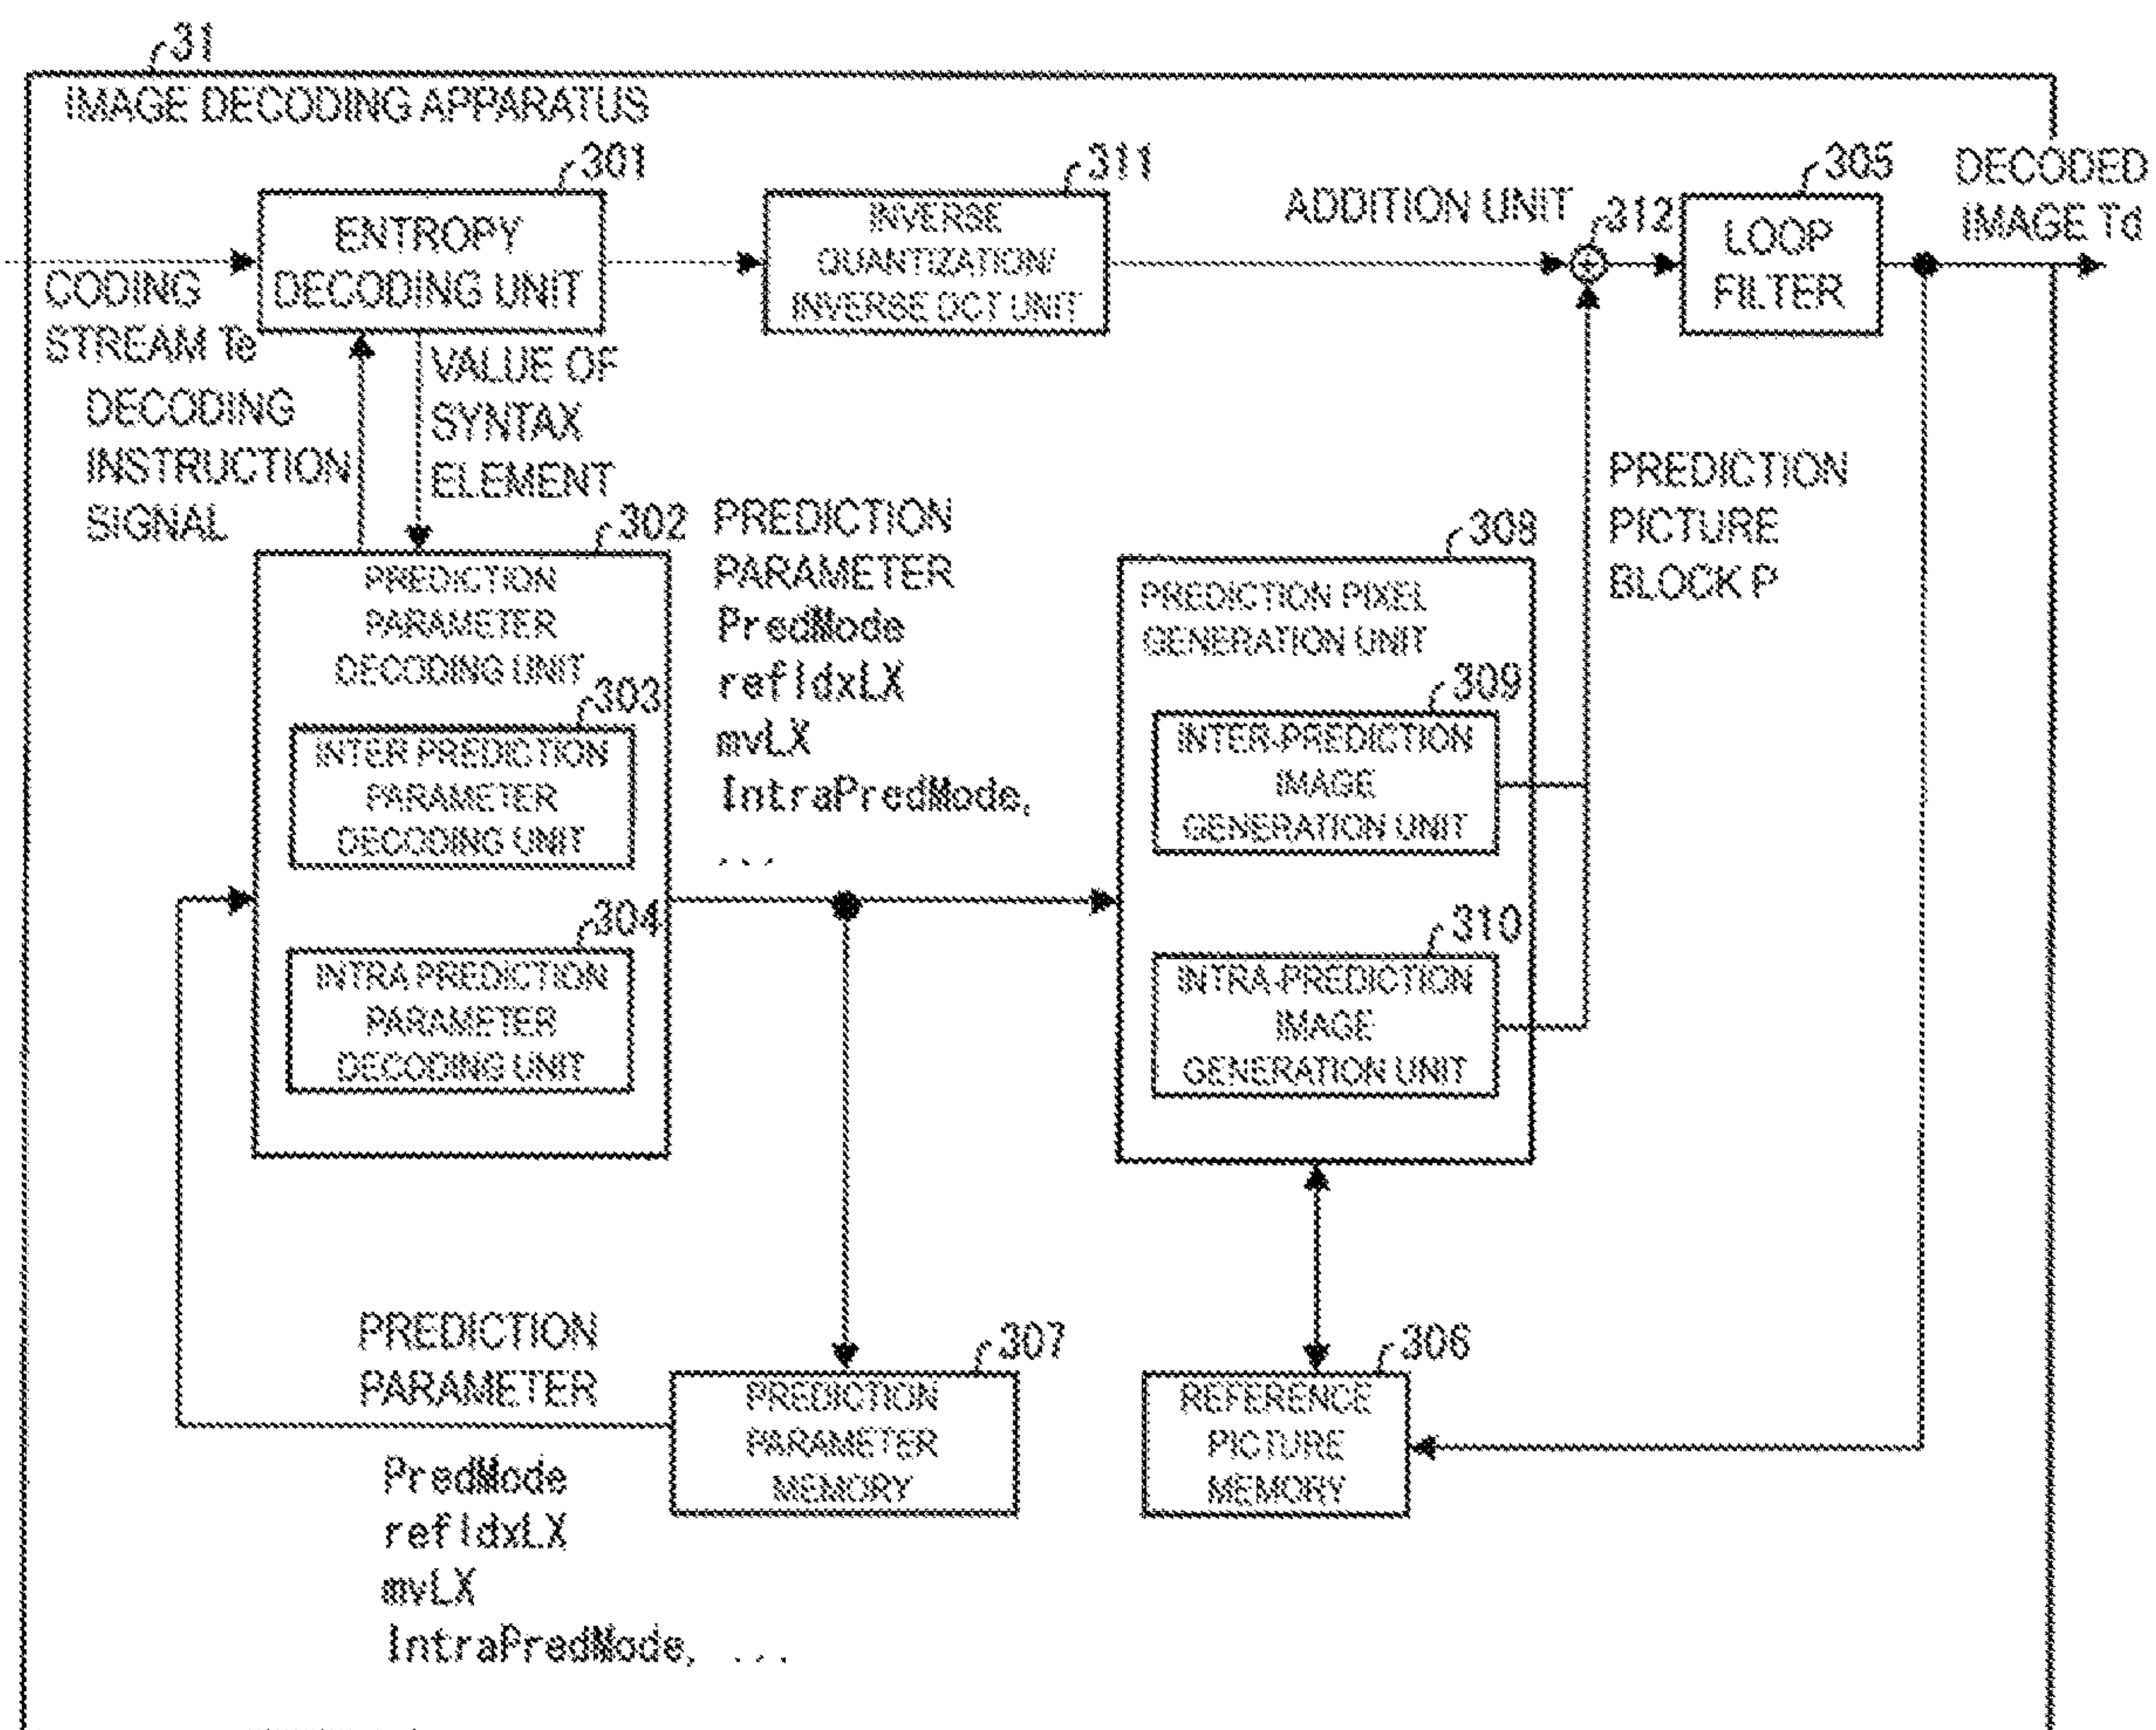 31
IMAGE DECODING APPARATUS
301
ENTROPY
DECODING UNIT
311
INVERSE
QUANTIZATION/
INVERSE DCT UNIT
ADDITION UNIT
312
305
LOOP
FILTER
DECODED
IMAGE Td
CODING
STREAM Te
DECODING
INSTRUCTION
SIGNAL
VALUE OF
SYNTAX
ELEMENT
302
PREDICTION
PARAMETER
DECODING UNIT
303
INTER PREDICTION
PARAMETER
DECODING UNIT
304
INTRA PREDICTION
PARAMETER
DECODING UNIT
PREDICTION
PARAMETER
PredMode
refIdxLX
mvLX
IntraPredMode,
...
308
PREDICTION PIXEL
GENERATION UNIT
309
INTER-PREDICTION
IMAGE
GENERATION UNIT
310
INTRA-PREDICTION
IMAGE
GENERATION UNIT
PREDICTION
PICTURE
BLOCK P
PREDICTION
PARAMETER
PredMode
refIdxLX
mvLX
IntraPredMode, ...
307
PREDICTION
PARAMETER
MEMORY
306
REFERENCE
PICTURE
MEMORY